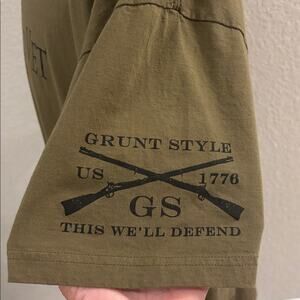 GRUNT STYLE
US 1776
GS
THIS WE'LL DEFEND